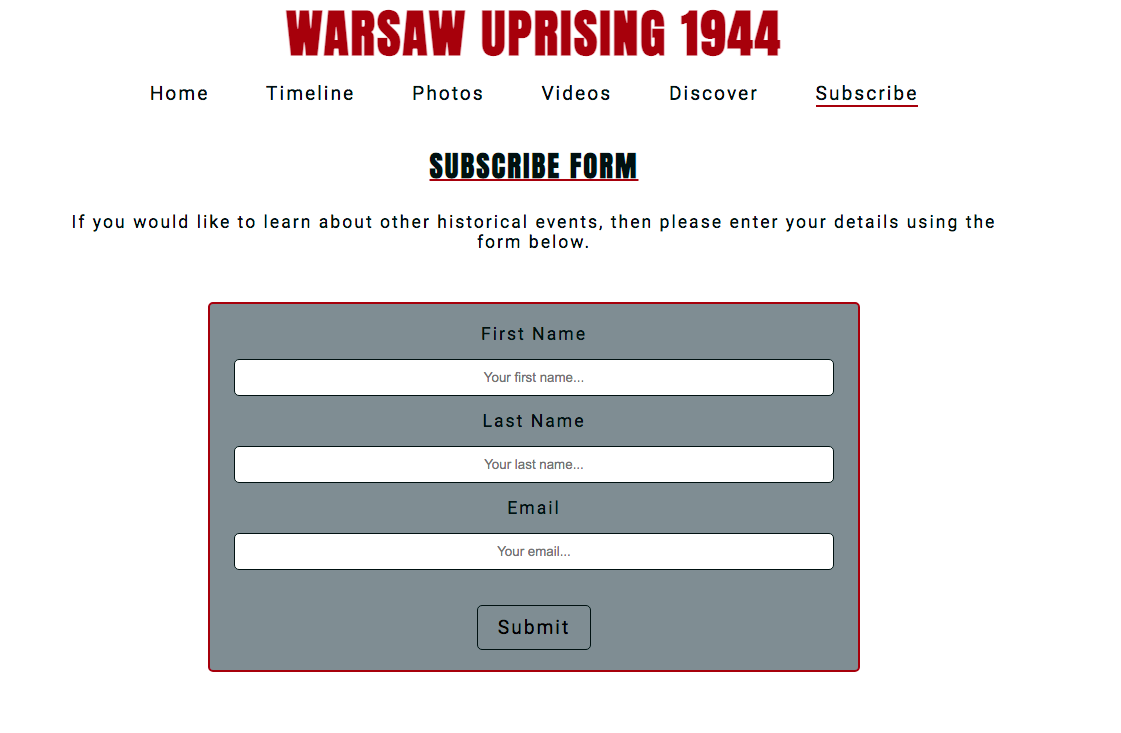 WARSAW UPRISING 1944
Home Timeline Photos Videos Discover Subscribe
SUBSCRIBE FORM
If you would like to learn about other historical events, then please enter your details using the
form below.
First Name
Your first name...
Last Name
Your last name...
Email
Your email...
Submit